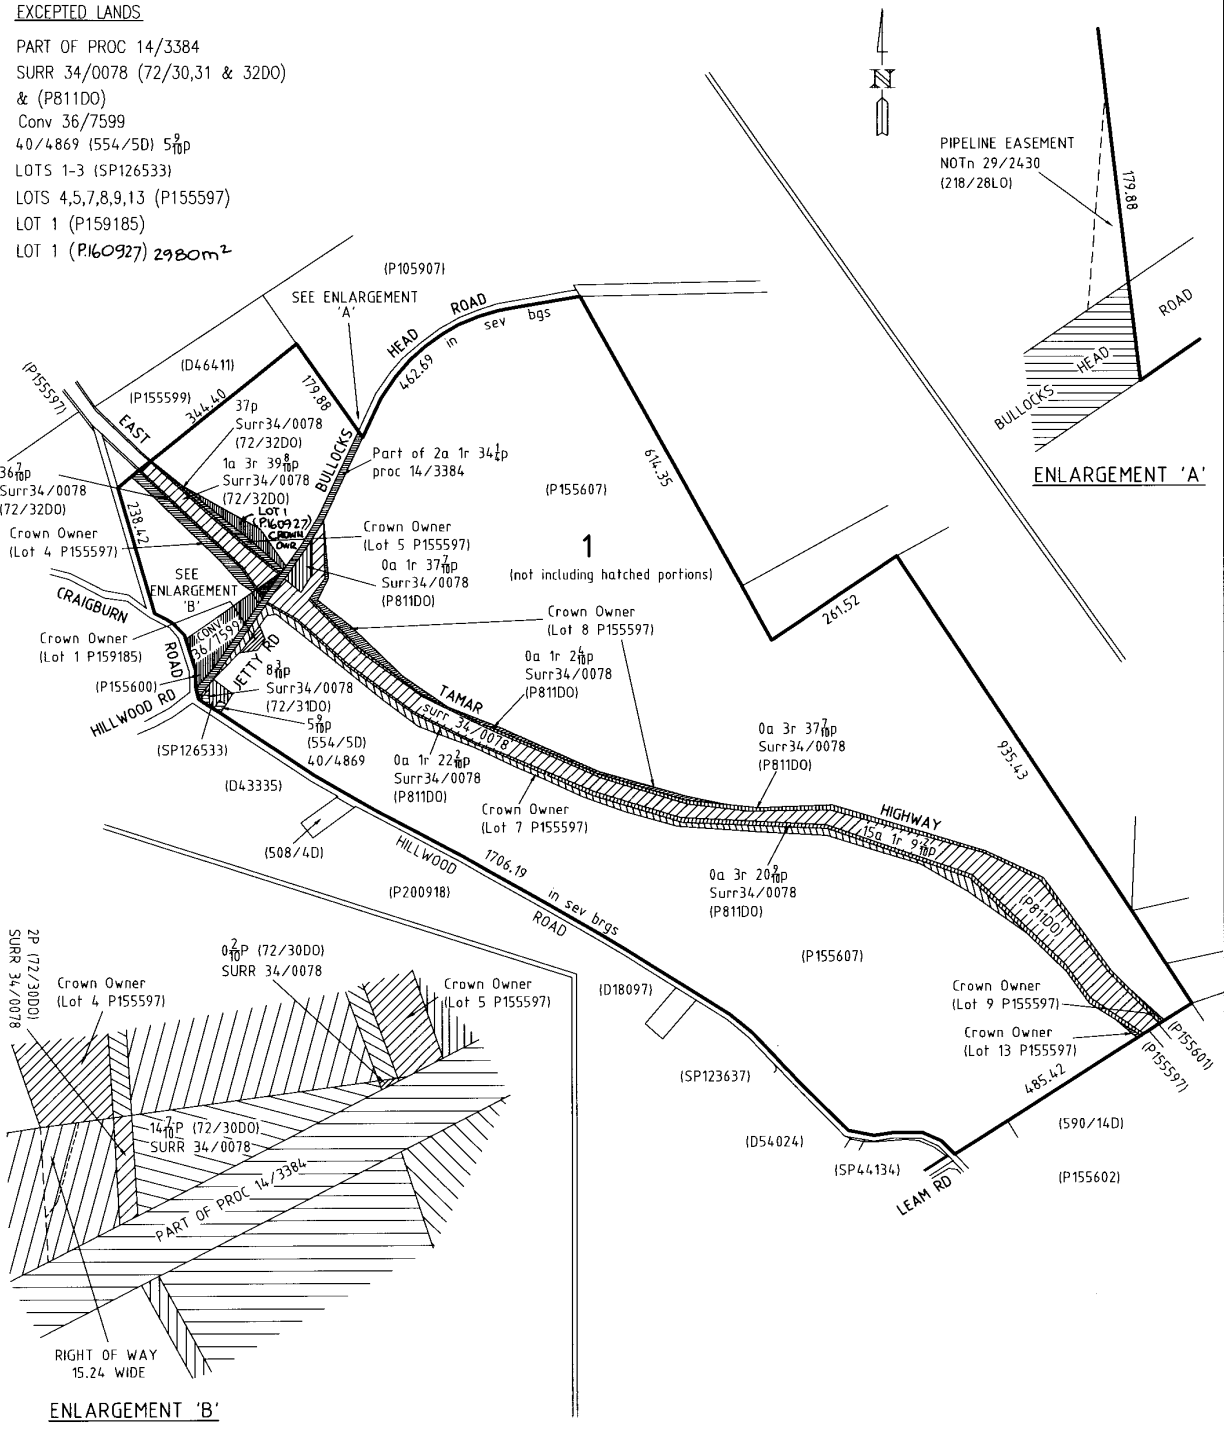 EXCEPTED LANDS
PART OF PROC 14/3384
SURR 34/0078 (72/30,31 & 32DO)
& (P811DO)
Conv 36/7599
40/4869 (554/5D) 5 9/10p
LOTS 1-3 (SP126533)
LOTS 4,5,7,8,9,13 (P155597)
LOT 1 (P159185)
LOT 1 (P.160927) 2980m²
N
PIPELINE EASEMENT
NOTn 29/2430
(218/28LO)
179.88
BULLOCKS HEAD ROAD
ENLARGEMENT 'A'
(P105907)
SEE ENLARGEMENT
'A'
HEAD ROAD
462.69 in sev bgs
(D46411)
(P155597)
(P155599)
344.40
179.88
EAST
37p
Surr34/0078
(72/32DO)
1a 3r 39 8/10p
Surr34/0078
(72/32DO)
LOT 1
(P.160927)
CROWN
OWR
BULLOCKS
Part of 2a 1r 34 1/4p
proc 14/3384
614.35
(P155607)
36 7/10p
Surr34/0078
(72/32DO)
238.42
Crown Owner
(Lot 4 P155597)
Crown Owner
(Lot 5 P155597)
0a 1r 37 7/10p
Surr34/0078
(P811DO)
1
(not including hatched portions)
SEE
ENLARGEMENT
'B'
CRAIGBURN
ROAD
CONV
36/7599
Crown Owner
(Lot 1 P159185)
(P155600)
HILLWOOD RD
JETTY RD
(SP126533)
8 3/10p
Surr34/0078
(72/31DO)
5 9/10p
(554/5D)
40/4869
Crown Owner
(Lot 8 P155597)
0a 1r 2 4/10p
Surr34/0078
(P811DO)
261.52
TAMAR
surr 34/0078
0a 1r 22 2/10p
Surr34/0078
(P811DO)
Crown Owner
(Lot 7 P155597)
0a 3r 37 7/10p
Surr34/0078
(P811DO)
935.43
HIGHWAY
15a 1r 9 2/10p
(P811DO)
0a 3r 20 9/10p
Surr34/0078
(P811DO)
(D43335)
(508/4D)
HILLWOOD
ROAD
1706.19 in sev brgs
(P200918)
(P155607)
(D18097)
Crown Owner
(Lot 9 P155597)
Crown Owner
(Lot 13 P155597)
(P155601)
(P155597)
485.42
(SP123637)
(D54024)
(SP44134)
LEAM RD
(590/14D)
(P155602)
2P (72/30DO)
SURR 34/0078
Crown Owner
(Lot 4 P155597)
0 2/10P (72/30DO)
SURR 34/0078
Crown Owner
(Lot 5 P155597)
14 7/10P (72/30DO)
SURR 34/0078
PART OF PROC 14/3384
RIGHT OF WAY
15.24 WIDE
ENLARGEMENT 'B'